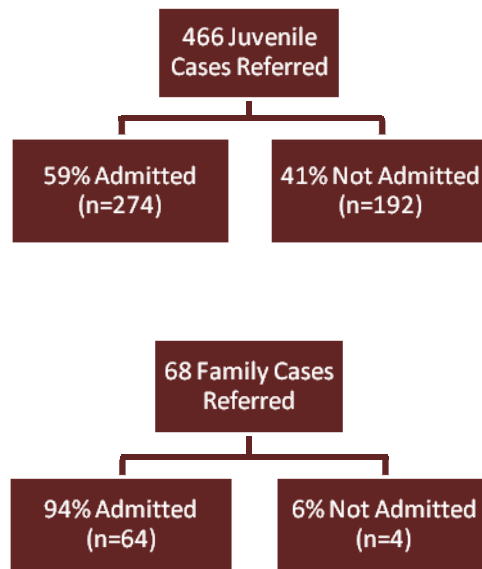 466 Juvenile
Cases Referred
59% Admitted
(n=274)
41% Not Admitted
(n=192)
68 Family Cases
Referred
94% Admitted
(n=64)
6% Not Admitted
(n=4)